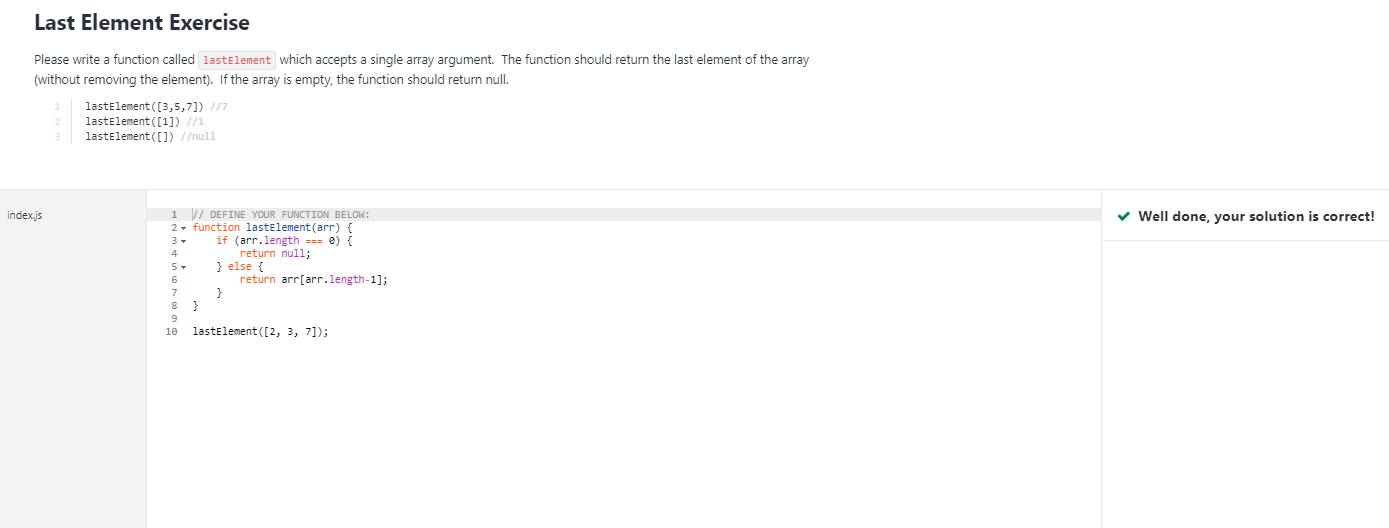 Last Element Exercise
Please write a function called lastElement which accepts a single array argument. The function should return the last element of the array
(without removing the element). If the array is empty, the function should return null.
1 lastElement([3,5,7]) //7
2 lastElement([1]) //1
3 lastElement([]) //null
index.js
1 // DEFINE YOUR FUNCTION BELOW:
2 function lastElement(arr) {
3 if (arr.length === 0) {
4 return null;
5 } else {
6 return arr[arr.length-1];
7 }
8 }
9
10 lastElement([2, 3, 7]);
Well done, your solution is correct!